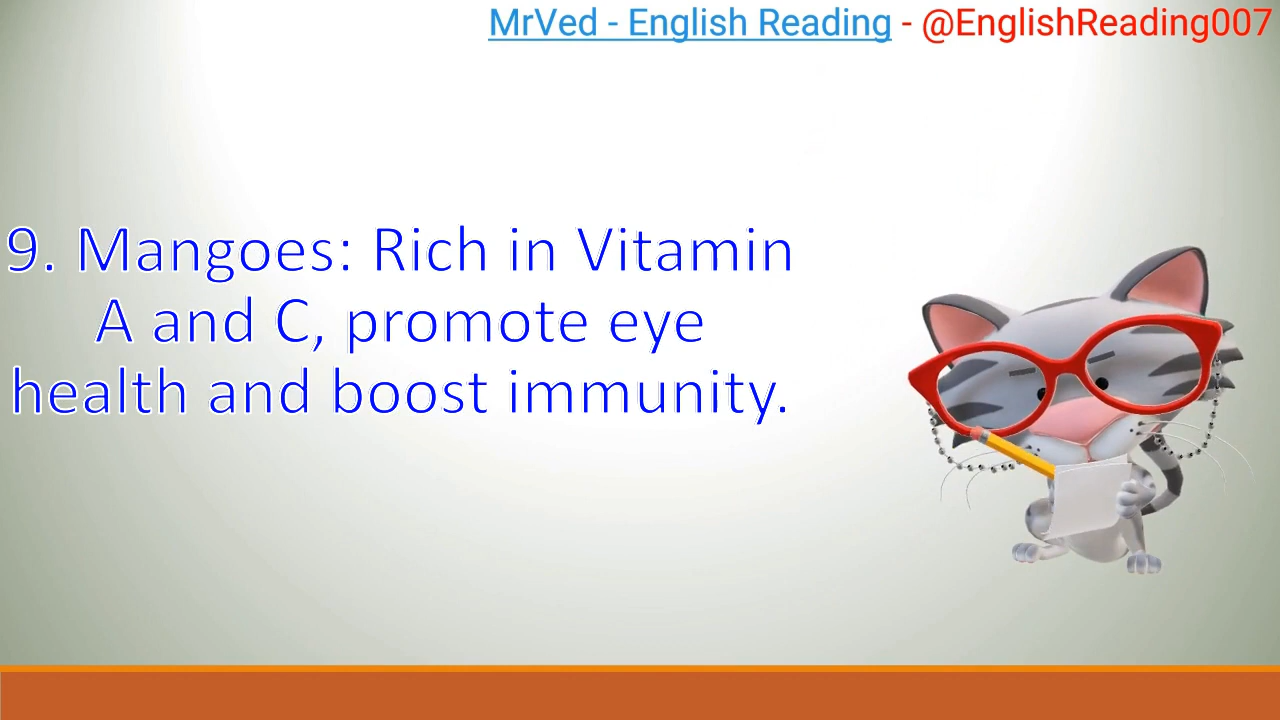 MrVed - English Reading - @EnglishReading007
9. Mangoes: Rich in Vitamin
A and C, promote eye
health and boost immunity.